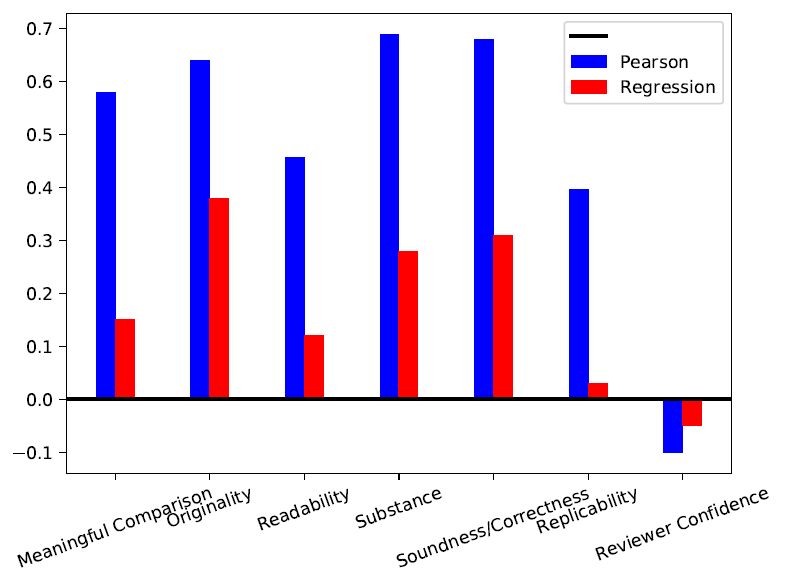 0.7
0.6
0.5
0.4
0.3
0.2
0.1
0.0
−0.1
Pearson
Regression
Meaningful Comparison
Originality
Readability
Substance
Soundness/Correctness
Replicability
Reviewer Confidence